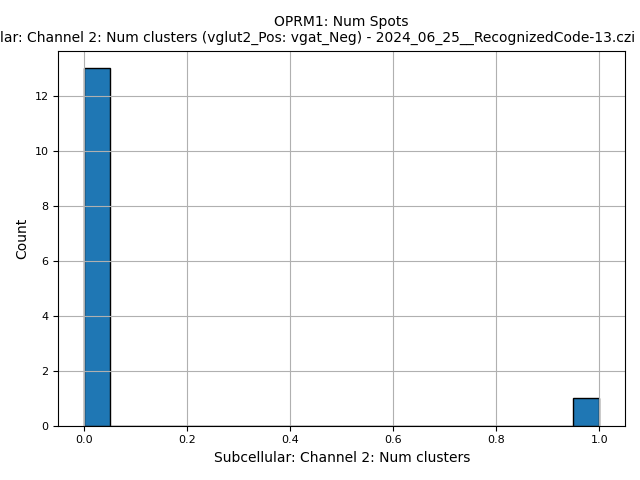 OPRM1: Num Spots
lar: Channel 2: Num clusters (vglut2_Pos: vgat_Neg) - 2024_06_25__RecognizedCode-13.czi
12
10
8
6
4
2
0
Count
0.0 0.2 0.4 0.6 0.8 1.0
Subcellular: Channel 2: Num clusters